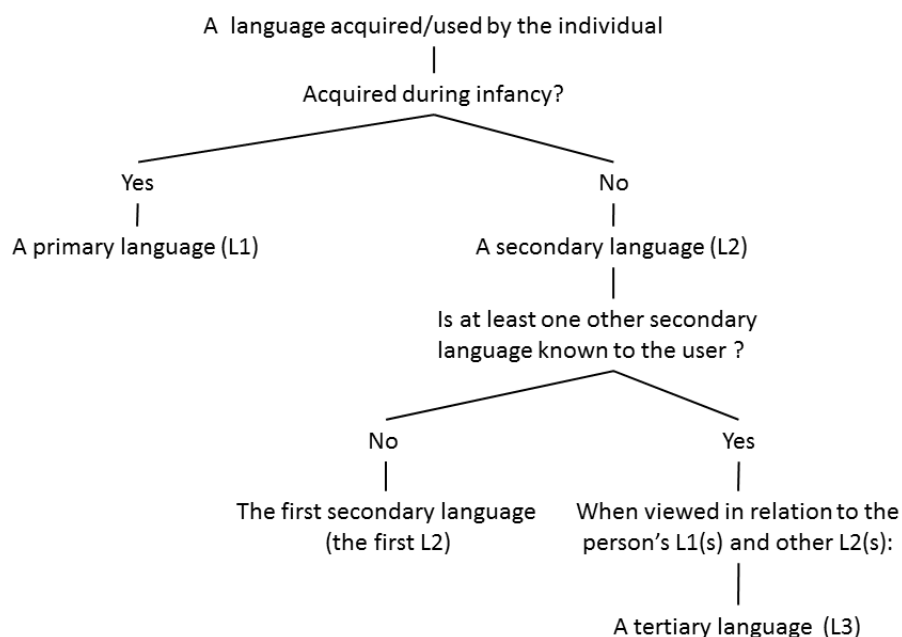 A language acquired/used by the individual
Acquired during infancy?
Yes
No
A primary language (L1)
A secondary language (L2)
Is at least one other secondary
language known to the user ?
No
Yes
The first secondary language
(the first L2)
When viewed in relation to the
person’s L1(s) and other L2(s):
A tertiary language (L3)